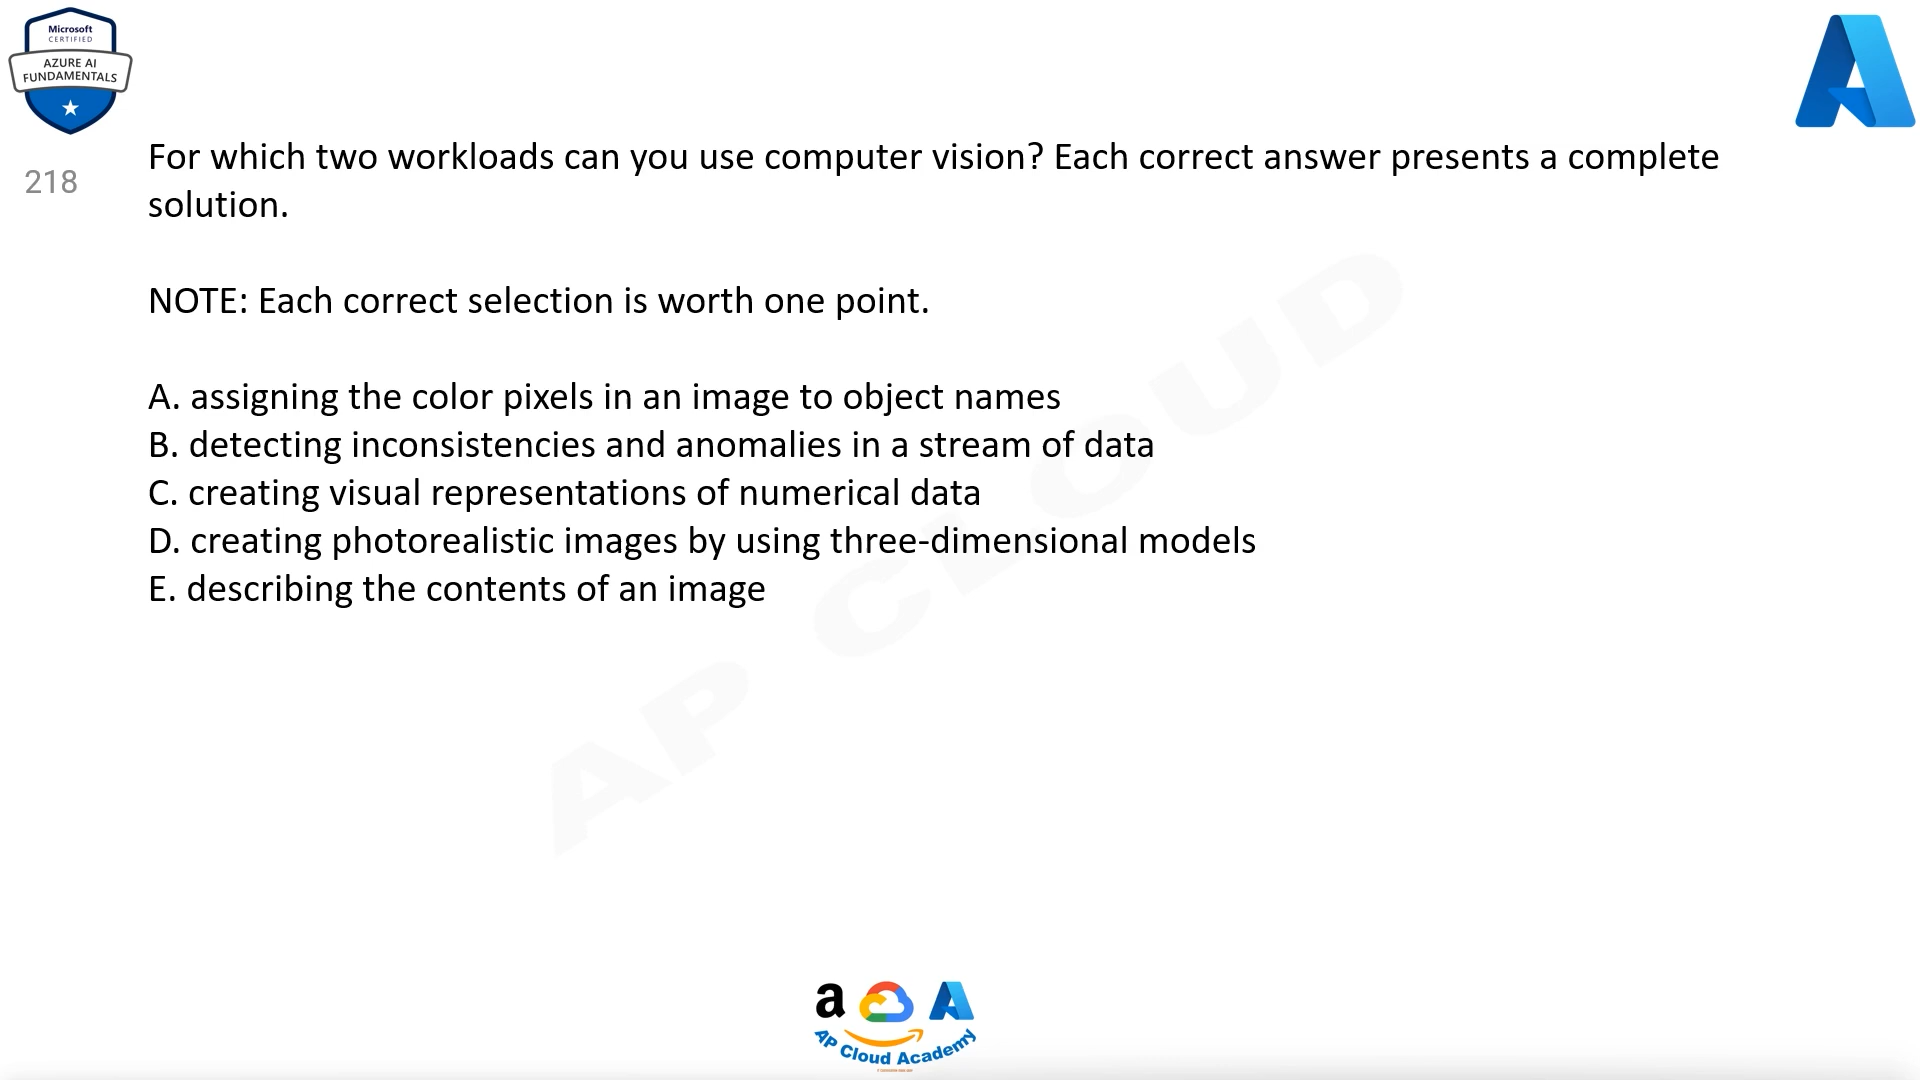 Microsoft
CERTIFIED
AZURE AI
FUNDAMENTALS
218
For which two workloads can you use computer vision? Each correct answer presents a complete
solution.
NOTE: Each correct selection is worth one point.
A. assigning the color pixels in an image to object names
B. detecting inconsistencies and anomalies in a stream of data
C. creating visual representations of numerical data
D. creating photorealistic images by using three-dimensional models
E. describing the contents of an image
AP CLOUD
a
AP Cloud Academy